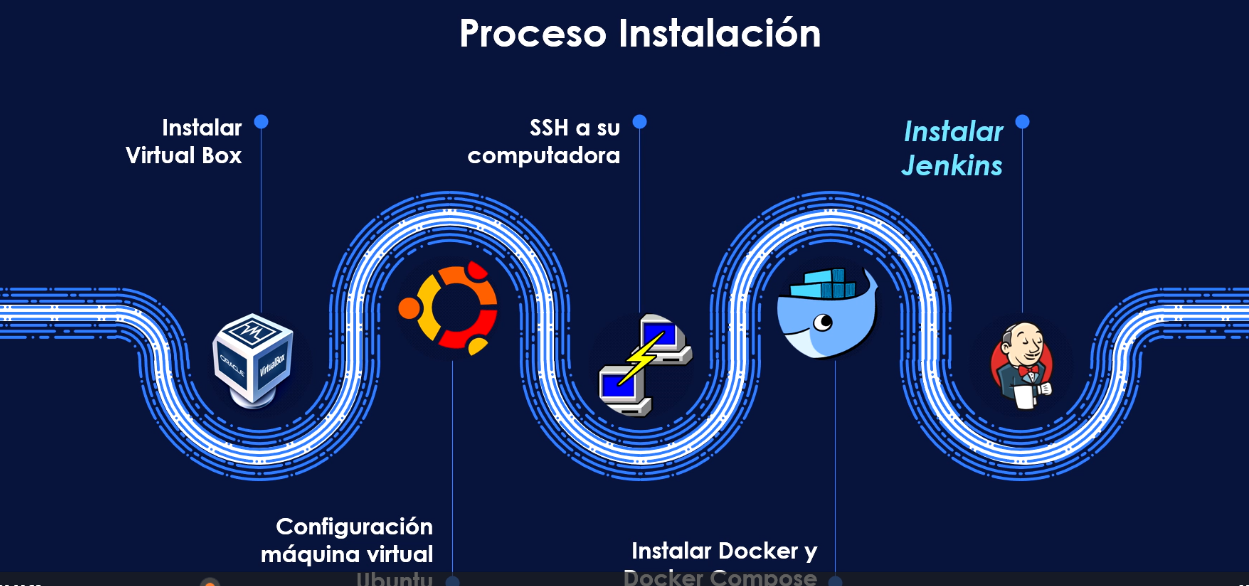 Proceso Instalación
Instalar
Virtual Box
SSH a su
computadora
Instalar
Jenkins
ORACLE
VirtualBox
Configuración
máquina virtual
Ubuntu
Instalar Docker y
Docker Compose